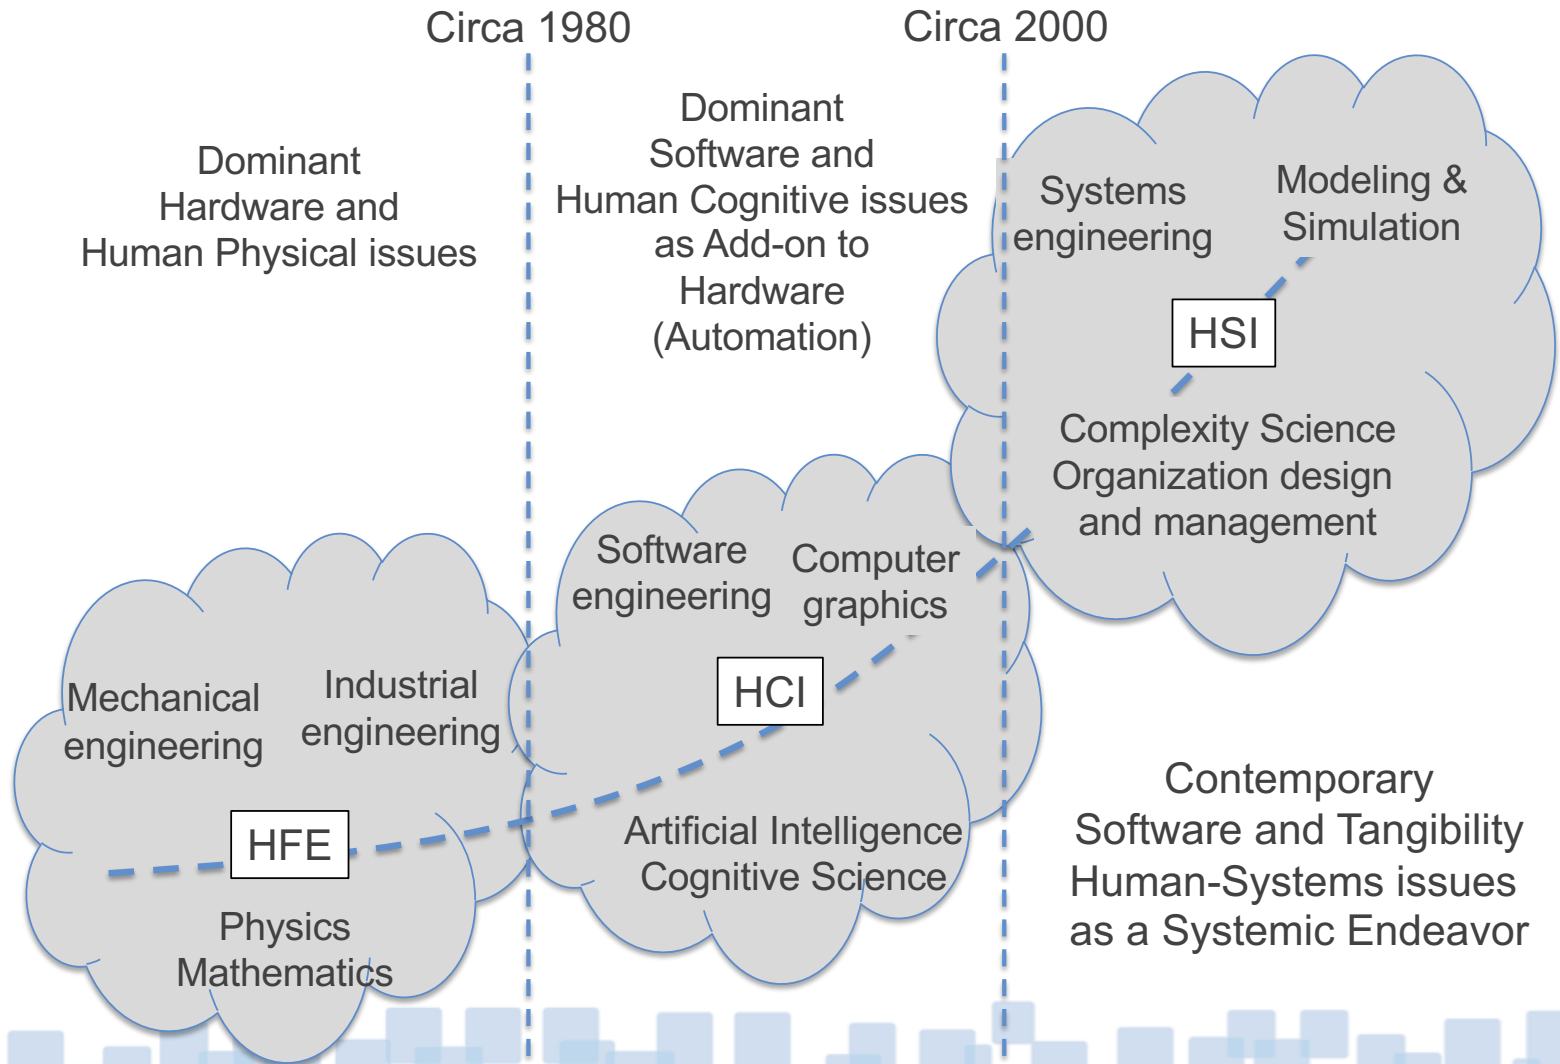 Circa 1980
Circa 2000
Dominant
Hardware and
Human Physical issues
Dominant
Software and
Human Cognitive issues
as Add-on to
Hardware
(Automation)
Systems
engineering
Modeling &
Simulation
HSI
Complexity Science
Organization design
and management
Software
engineering
Computer
graphics
HCI
Artificial Intelligence
Cognitive Science
Mechanical
engineering
Industrial
engineering
HFE
Physics
Mathematics
Contemporary
Software and Tangibility
Human-Systems issues
as a Systemic Endeavor